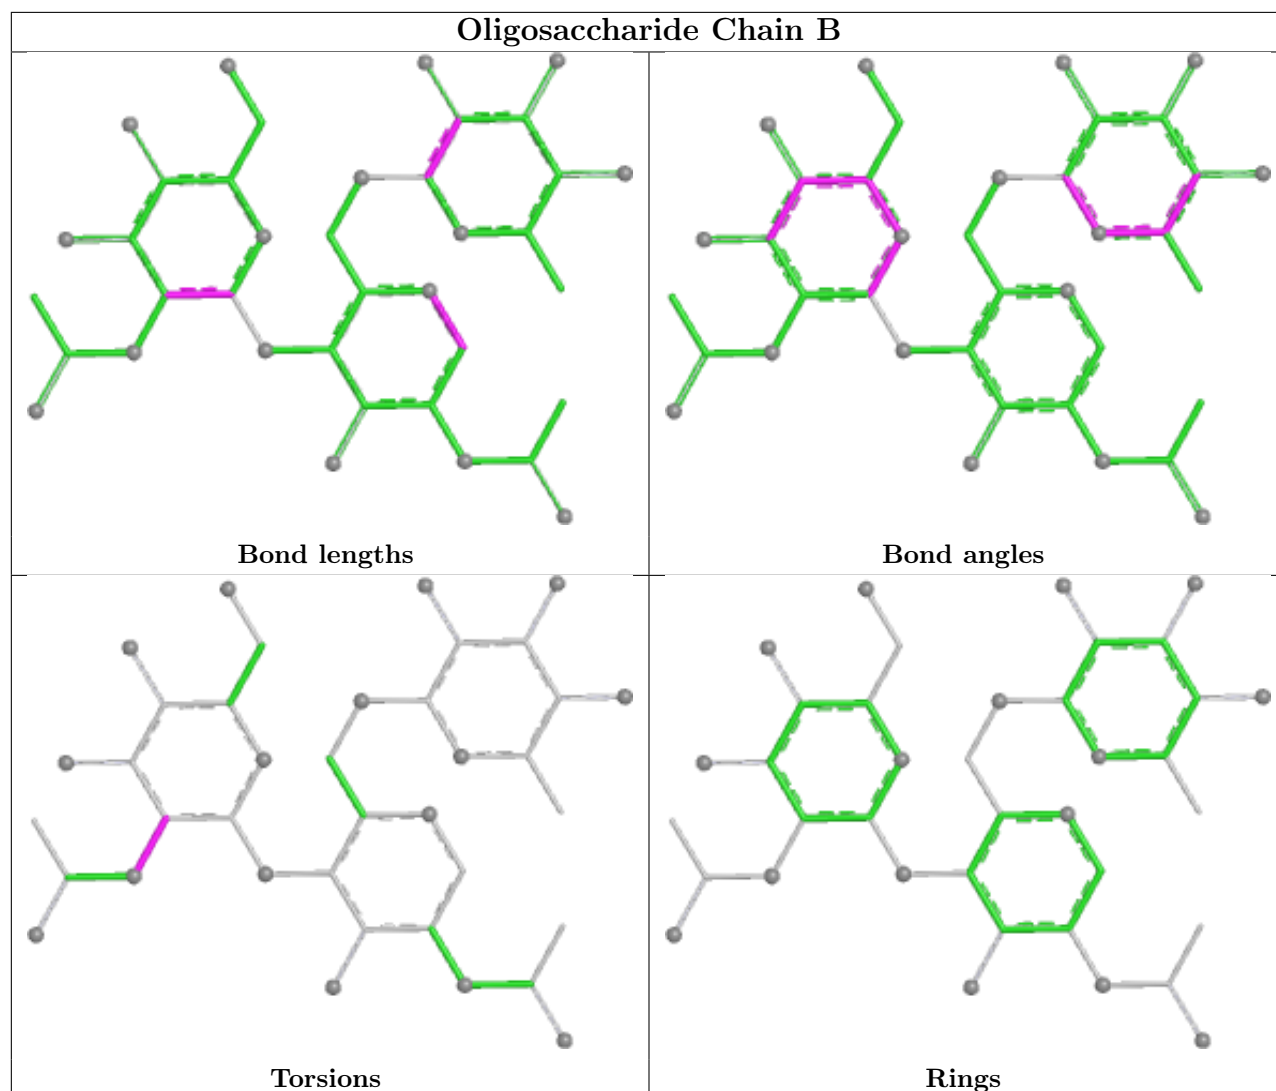 Oligosaccharide Chain B
Bond lengths
Bond angles
Torsions
Rings